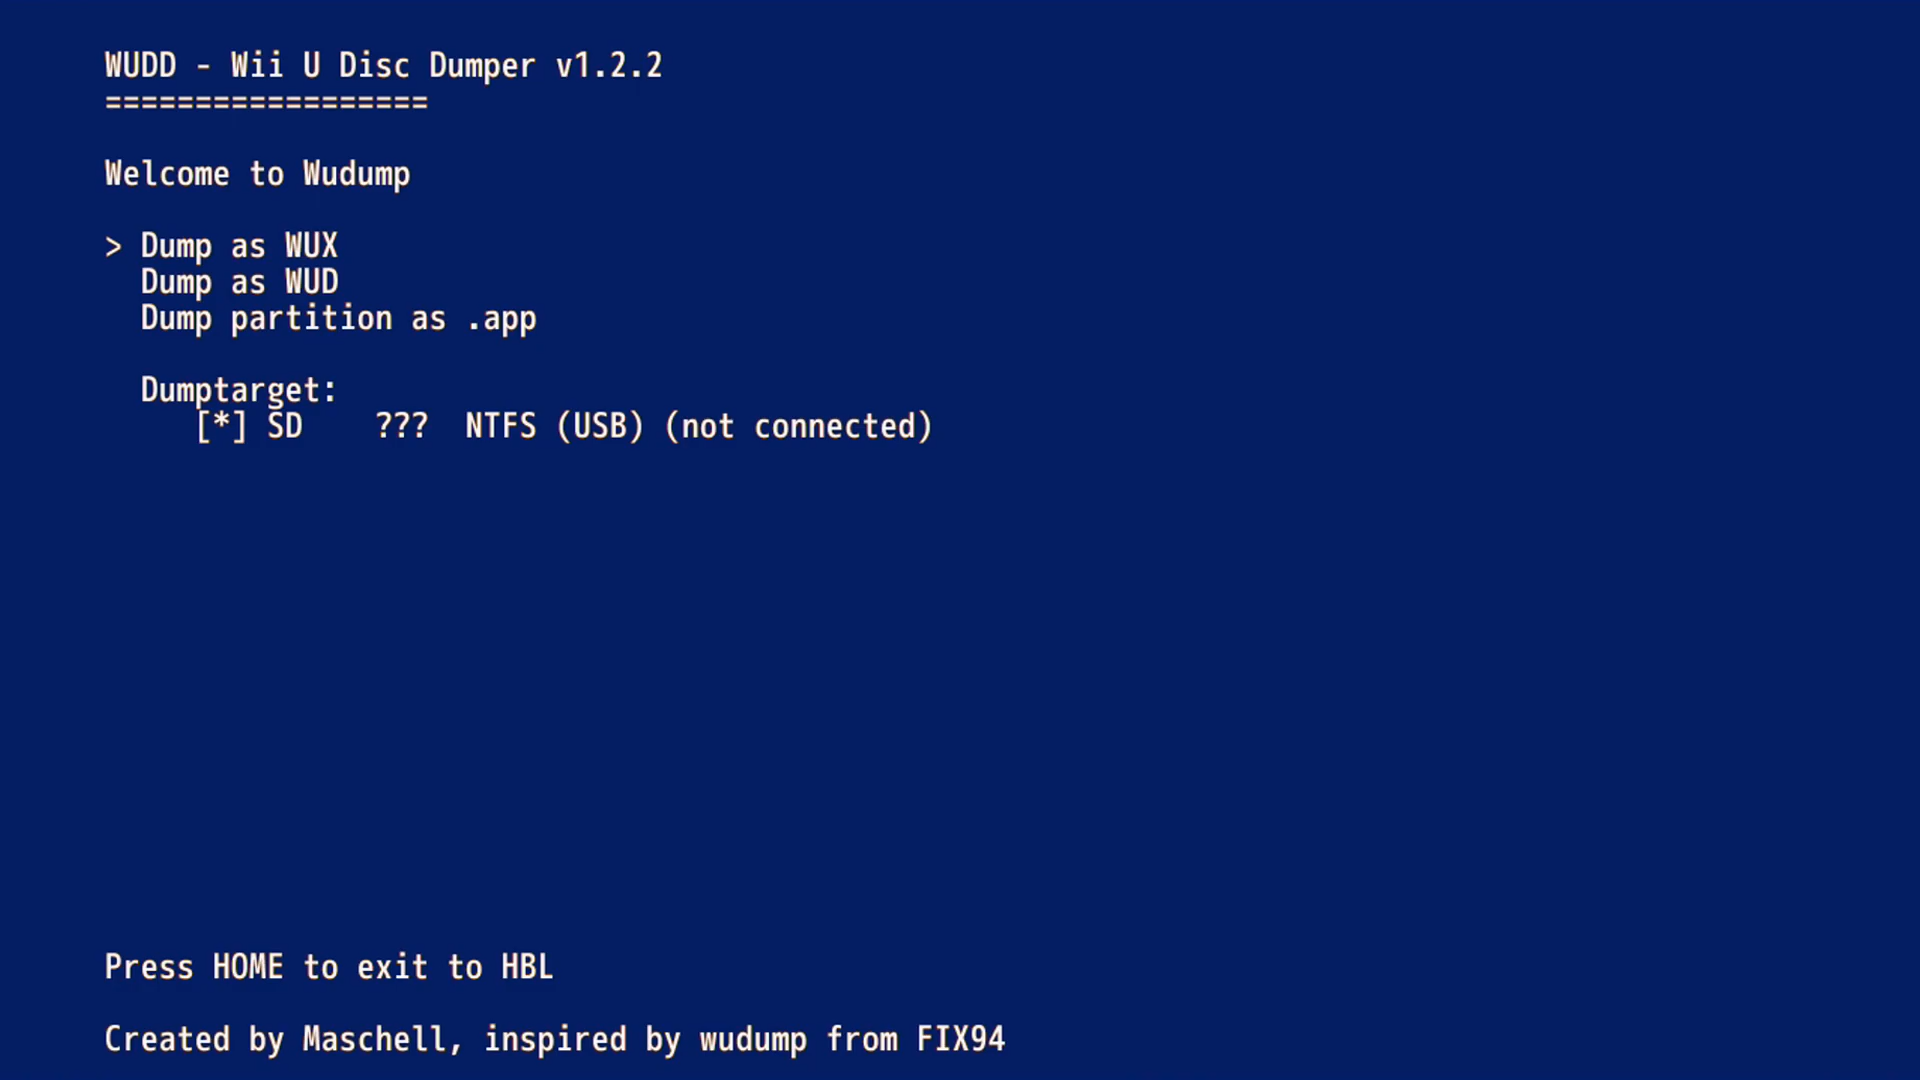 WUDD - Wii U Disc Dumper v1.2.2
==================
Welcome to Wudump
> Dump as WUX
Dump as WUD
Dump partition as .app
Dumptarget:
[*] SD    ???  NTFS (USB) (not connected)
Press HOME to exit to HBL
Created by Maschell, inspired by wudump from FIX94